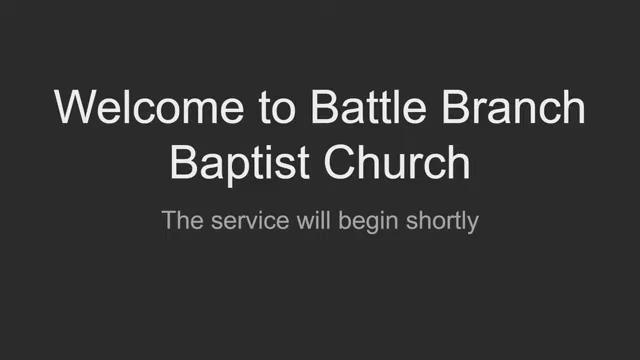 Welcome to Battle Branch
Baptist Church
The service will begin shortly